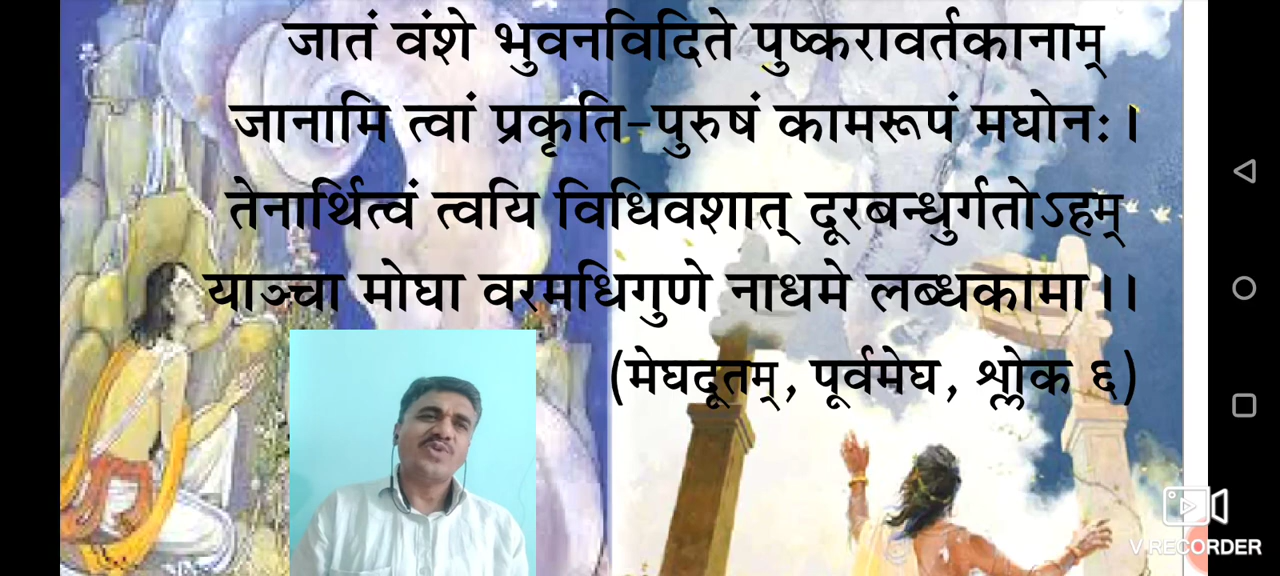 जातं वंशे भुवनविदिते पुष्करावर्तकानाम्
जानामि त्वां प्रकृति-पुरुषं कामरूपं मघोनः।
तेनार्थित्वं त्वयि विधिवशात् दूरबन्धुर्गतोऽहम्
याञ्चा मोघा वरमधिगुणे नाधमे लब्धकामा।।
(मेघदूतम्, पूर्वमेघ, श्लोक ६)
V RECORDER